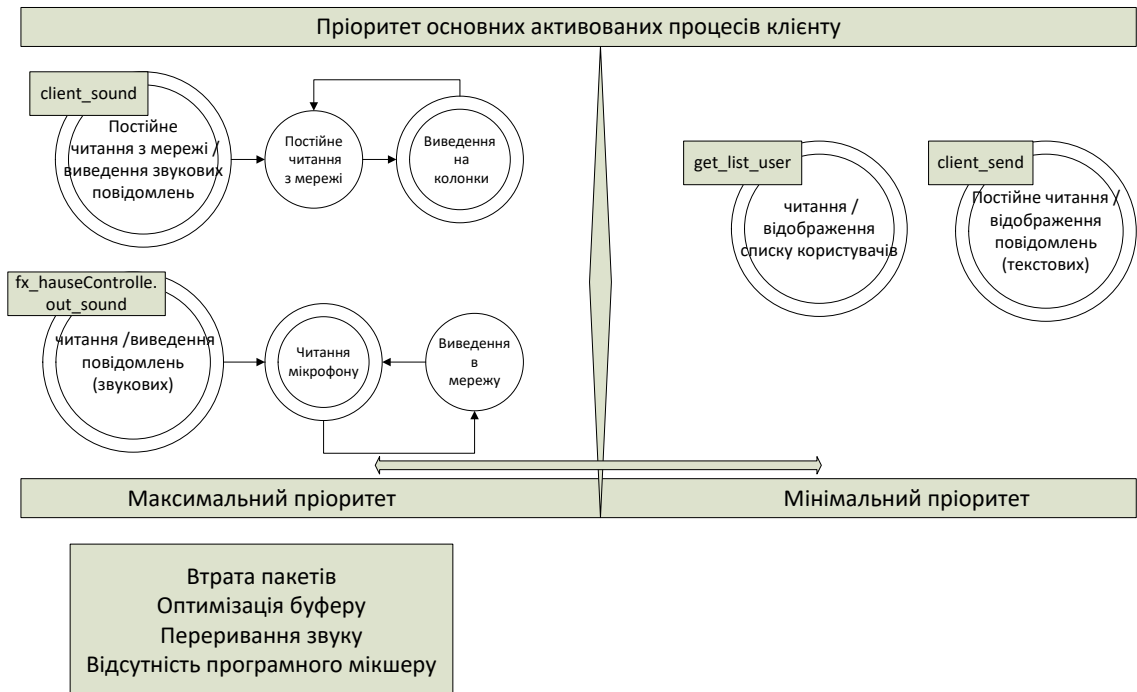 Пріоритет основних активованих процесів клієнту
client_sound
Постійне
читання з мережі /
виведення звукових
повідомлень
Постійне
читання
з мережі
Виведення
на
колонки
get_list_user
читання /
відображення
списку користувачів
client_send
Постійне читання /
відображення
повідомлень
(текстових)
fx_hauseControlle.
out_sound
читання /виведення
повідомлень
(звукових)
Читання
мікрофону
Виведення
в
мережу
Максимальний пріоритет
Мінімальний пріоритет
Втрата пакетів
Оптимізація буферу
Переривання звуку
Відсутність програмного мікшеру